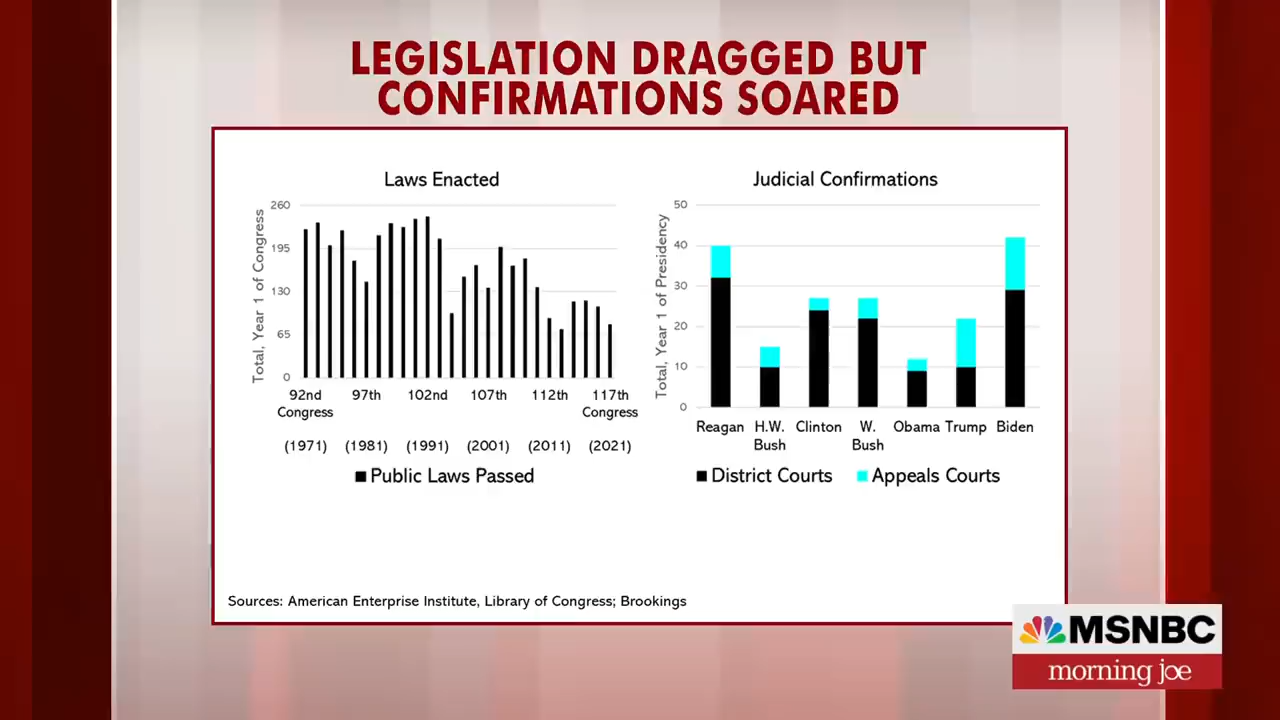 LEGISLATION DRAGGED BUT
CONFIRMATIONS SOARED
Laws Enacted
Total, Year 1 of Congress
260
195
130
65
0
92nd 97th 102nd 107th 112th 117th
Congress Congress
(1971) (1981) (1991) (2001) (2011) (2021)
Public Laws Passed
Judicial Confirmations
Total, Year 1 of Presidency
50
40
30
20
10
0
Reagan H.W. Clinton W. Obama Trump Biden
Bush Bush
District Courts Appeals Courts
Sources: American Enterprise Institute, Library of Congress; Brookings
MSNBC
morning joe